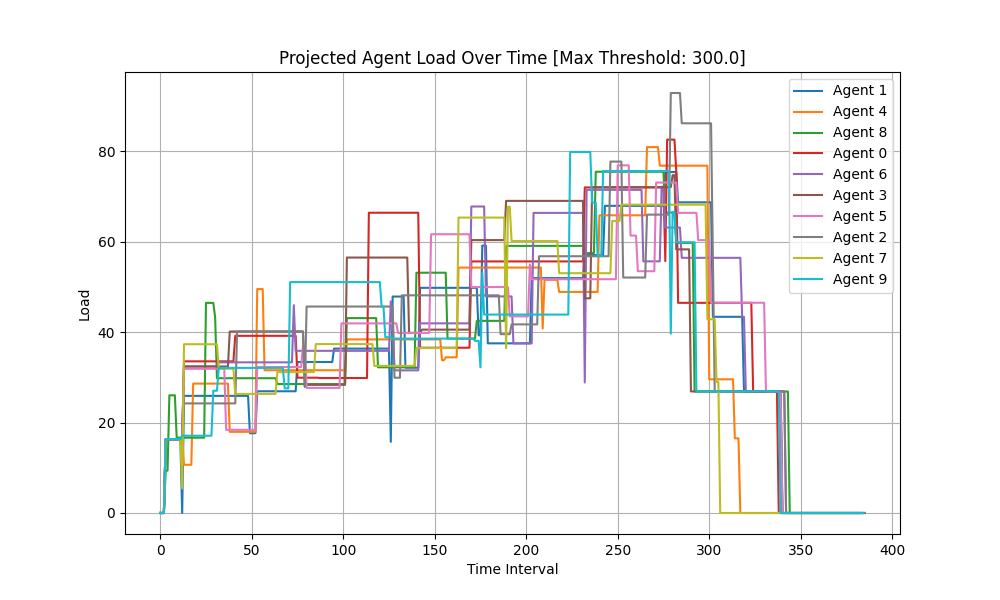 Projected Agent Load Over Time [Max Threshold: 300.0]
Load
80
60
40
20
0
0 50 100 150 200 250 300 350 400
Time Interval
Agent 1
Agent 4
Agent 8
Agent 0
Agent 6
Agent 3
Agent 5
Agent 2
Agent 7
Agent 9